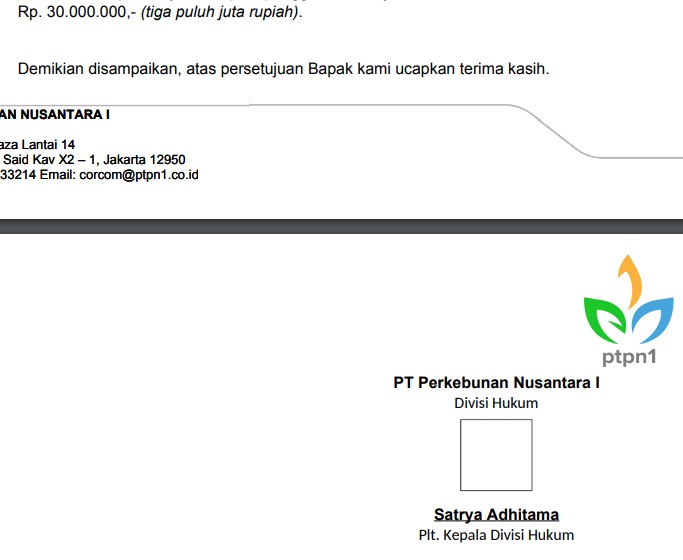 Rp. 30.000.000,- (tiga puluh juta rupiah).
Demikian disampaikan, atas persetujuan Bapak kami ucapkan terima kasih.
AN NUSANTARA I
aza Lantai 14
Said Kav X2 – 1, Jakarta 12950
33214 Email: corcom@ptpn1.co.id
ptpn1
PT Perkebunan Nusantara I
Divisi Hukum
Satrya Adhitama
Plt. Kepala Divisi Hukum